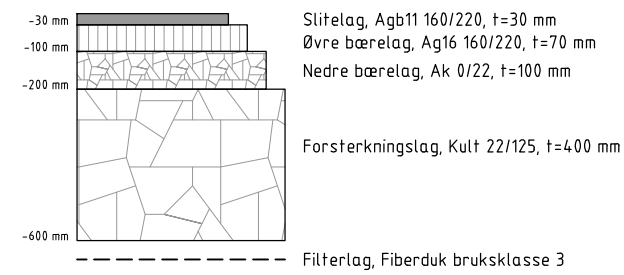 -30 mm Slitelag, Agb11 160/220, t=30 mm
-100 mm Øvre bærelag, Ag16 160/220, t=70 mm
Nedre bærelag, Ak 0/22, t=100 mm
-200 mm
Forsterkningslag, Kult 22/125, t=400 mm
-600 mm
Filterlag, Fiberduk bruksklasse 3